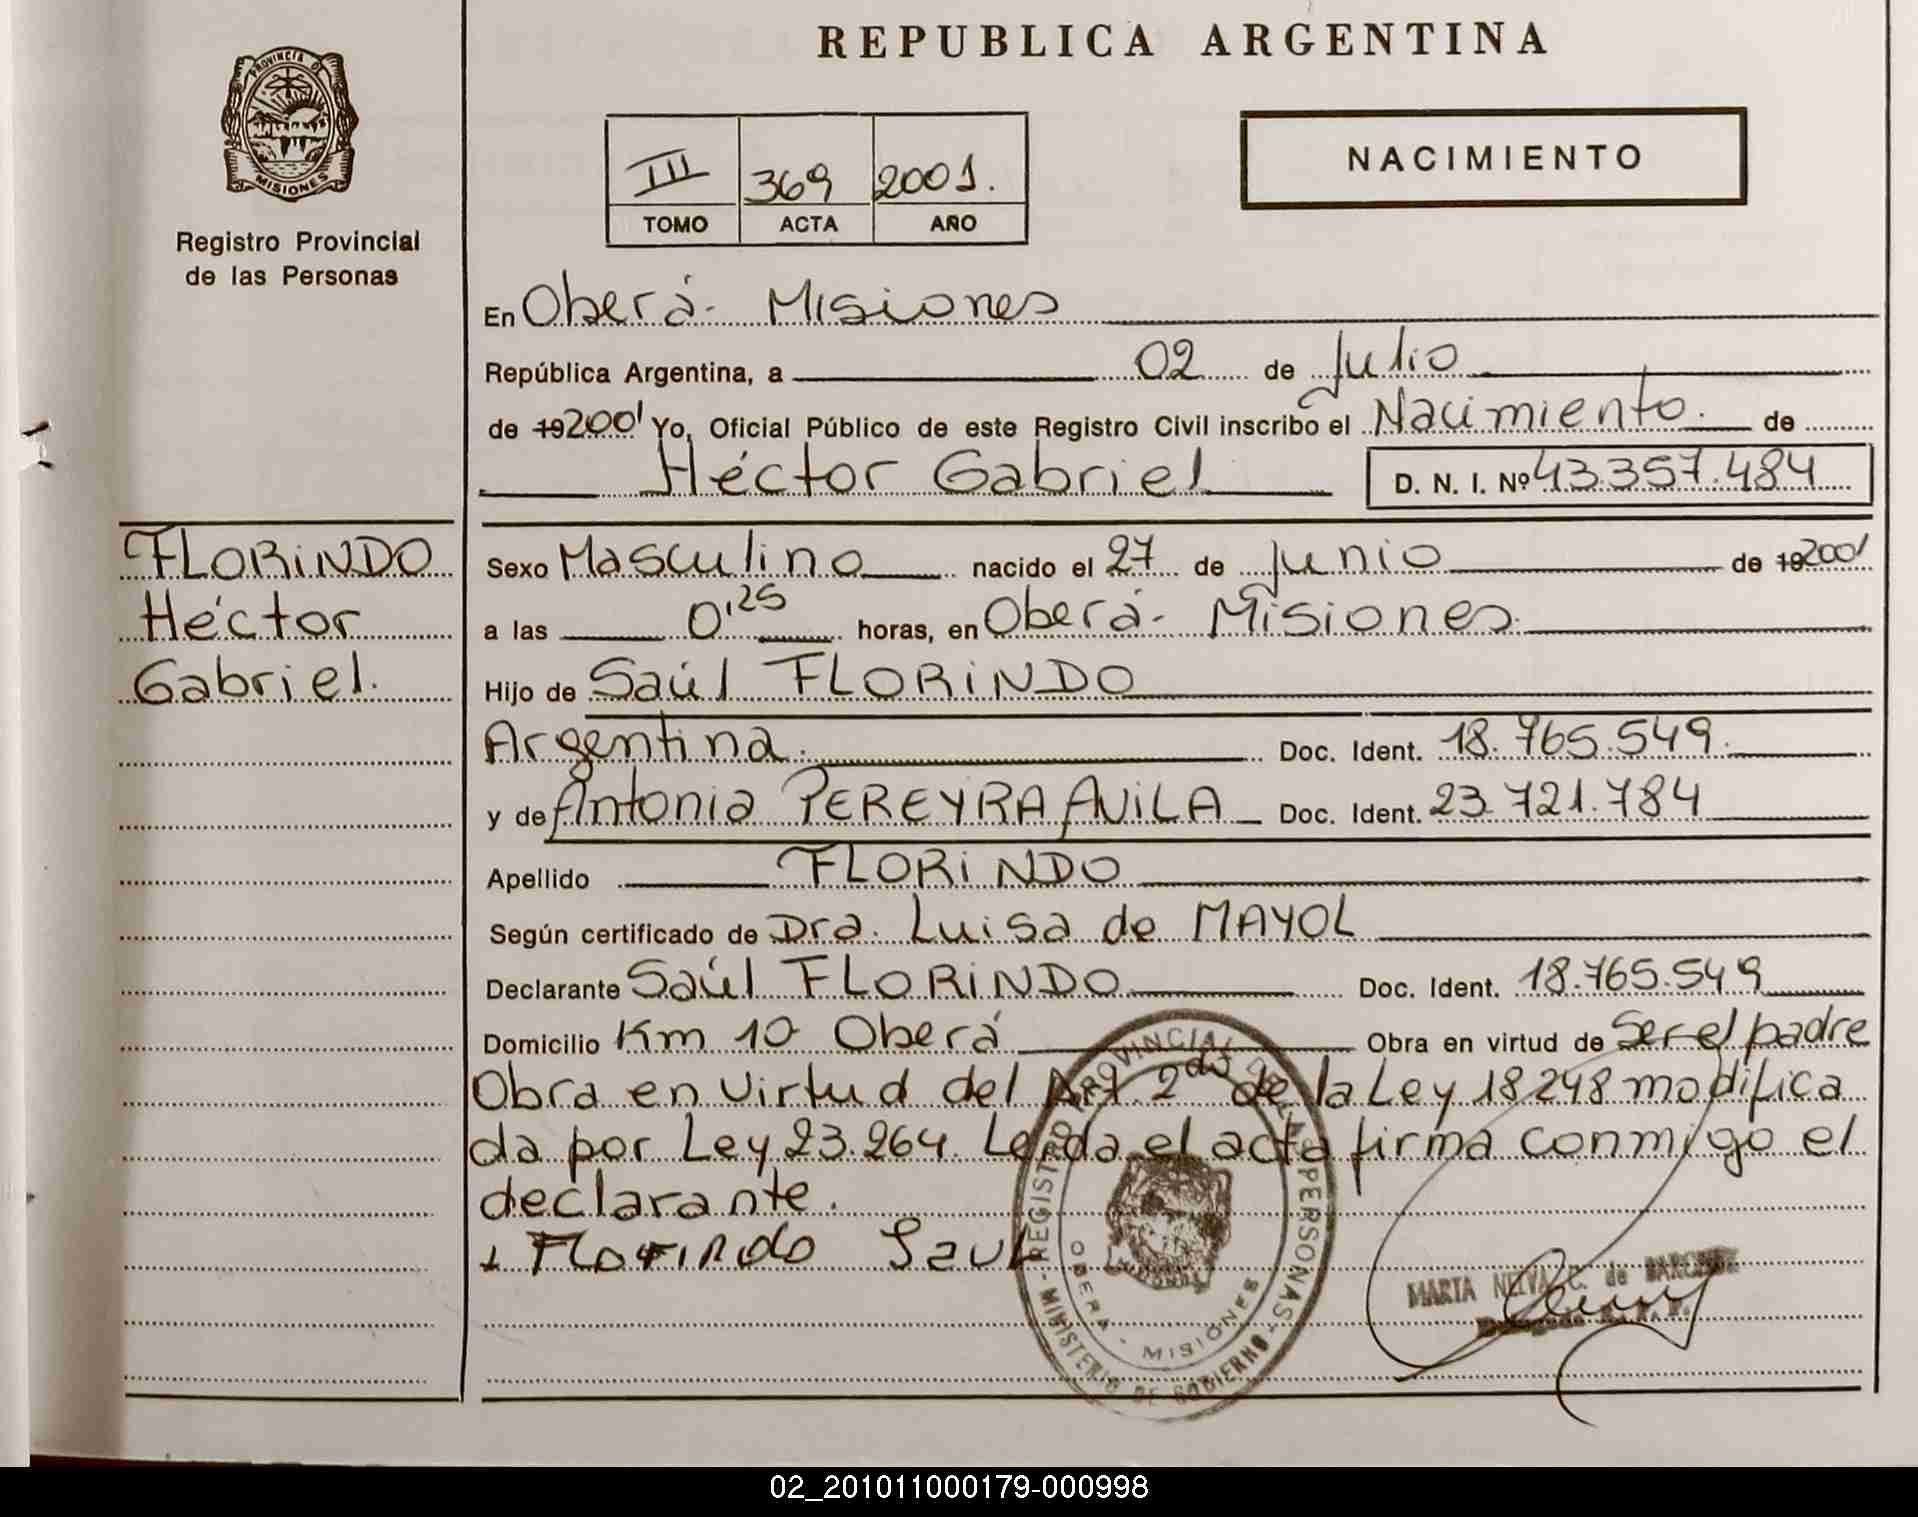 REPUBLICA ARGENTINA
PROVINCIA DE
MISIONES
Registro Provincial
de las Personas
III 369 2001.
TOMO ACTA AÑO
NACIMIENTO
En Oberá- Misiones
República Argentina, a 02 de Julio
de 192001 Yo, Oficial Público de este Registro Civil inscribo el Nacimiento. de
Héctor Gabriel D. N. I. Nº 43.357.484
FLORINDO
Héctor
Gabriel.
Sexo Masculino nacido el 27 de Junio de 192001
a las 0'25 horas, en Oberá- Misiones.
Hijo de Saúl FLORINDO
Argentina. Doc. Ident. 18.765.549.
y de Antonia PEREYRA AVILA Doc. Ident. 23.721.784
Apellido FLORINDO
Según certificado de Dra. Luisa de MAYOL
Declarante Saúl FLORINDO Doc. Ident. 18.765.549
Domicilio Km 10 Oberá Obra en virtud de Ser el padre
Obra en virtud del Art. 2do de la Ley 18248 modifica
da por Ley 23.264. Leída el acta firma conmigo el
declarante.
+ Florindo Saul
REGISTRO PROVINCIAL DE LAS PERSONAS - MINISTERIO DE GOBIERNO -
OBERA - MISIONES
MARTA NELVA C. de
02_201011000179-000998